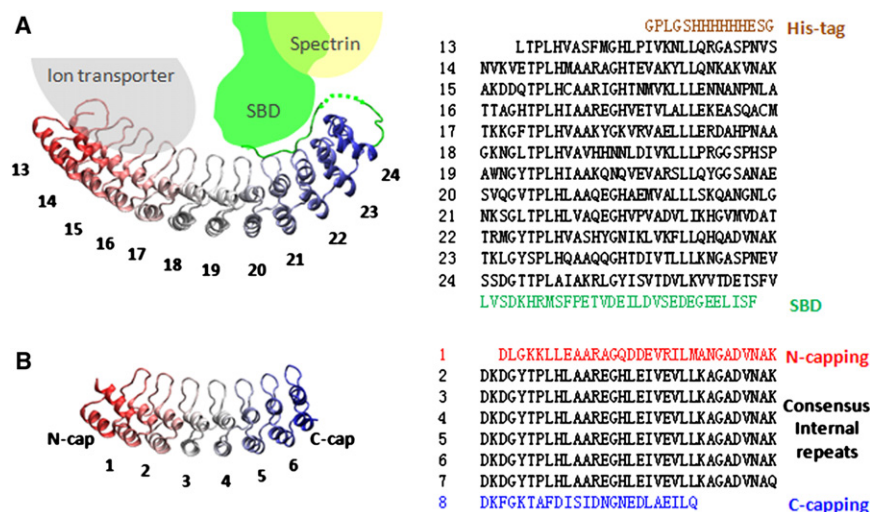 A
Ion transporter
Spectrin
SBD
13
14
15
16
17
18
19
20
21
22
23
24
GPLGSHHHHHHESG His-tag
13 LTPLHVASFMGHLPIVKNLLQRGASPNVS
14 NVKVETPLHMAARAGHTEVAKYLLQNKAKVNAK
15 AKDDQTPLHCAARIGHTNMVKLLLENNANPNLA
16 TTAGHTPLHIAAREGHVETVLALLEKEASQACM
17 TKKGFTPLHVAAKYGKVRVAELLLERDAHPNAA
18 GKNGLTPLHVAVHHNNLDIVKLLLPRGGSPHSP
19 AWNGYTPLHIAAKQNQVEVARSLLQYGGSANAE
20 SVQGVTPLHLAAQEGHAEMVALLLSKQANGNLG
21 NKSGLTPLHLVAQEGHVPVADVLIKHGVMVDAT
22 TRMGYTPLHVASHYGNIKLVKFLLQHQADVNAK
23 TKLGYSPLHQAAQQGHTDIVTLLLKNGASPNEV
24 SSDGTTPLAIAKRLGYISVTDVLKVVTDETSFV
LVSDKHRMSFPETVDEILDVSEDEGEELISF SBD
B
N-cap
C-cap
1
2
3
4
5
6
1 DLGKKLLEAARAGQDDEVRILMANGADVNAK N-capping
2 DKDGYTPLHLAAREGHLEIVEVLLKAGADVNAK
3 DKDGYTPLHLAAREGHLEIVEVLLKAGADVNAK
4 DKDGYTPLHLAAREGHLEIVEVLLKAGADVNAK
5 DKDGYTPLHLAAREGHLEIVEVLLKAGADVNAK
6 DKDGYTPLHLAAREGHLEIVEVLLKAGADVNAK
7 DKDGYTPLHLAAREGHLEIVEVLLKAGADVNAQ
Consensus
Internal
repeats
8 DKFGKTAFDISIDNGNEDLAEILQ C-capping